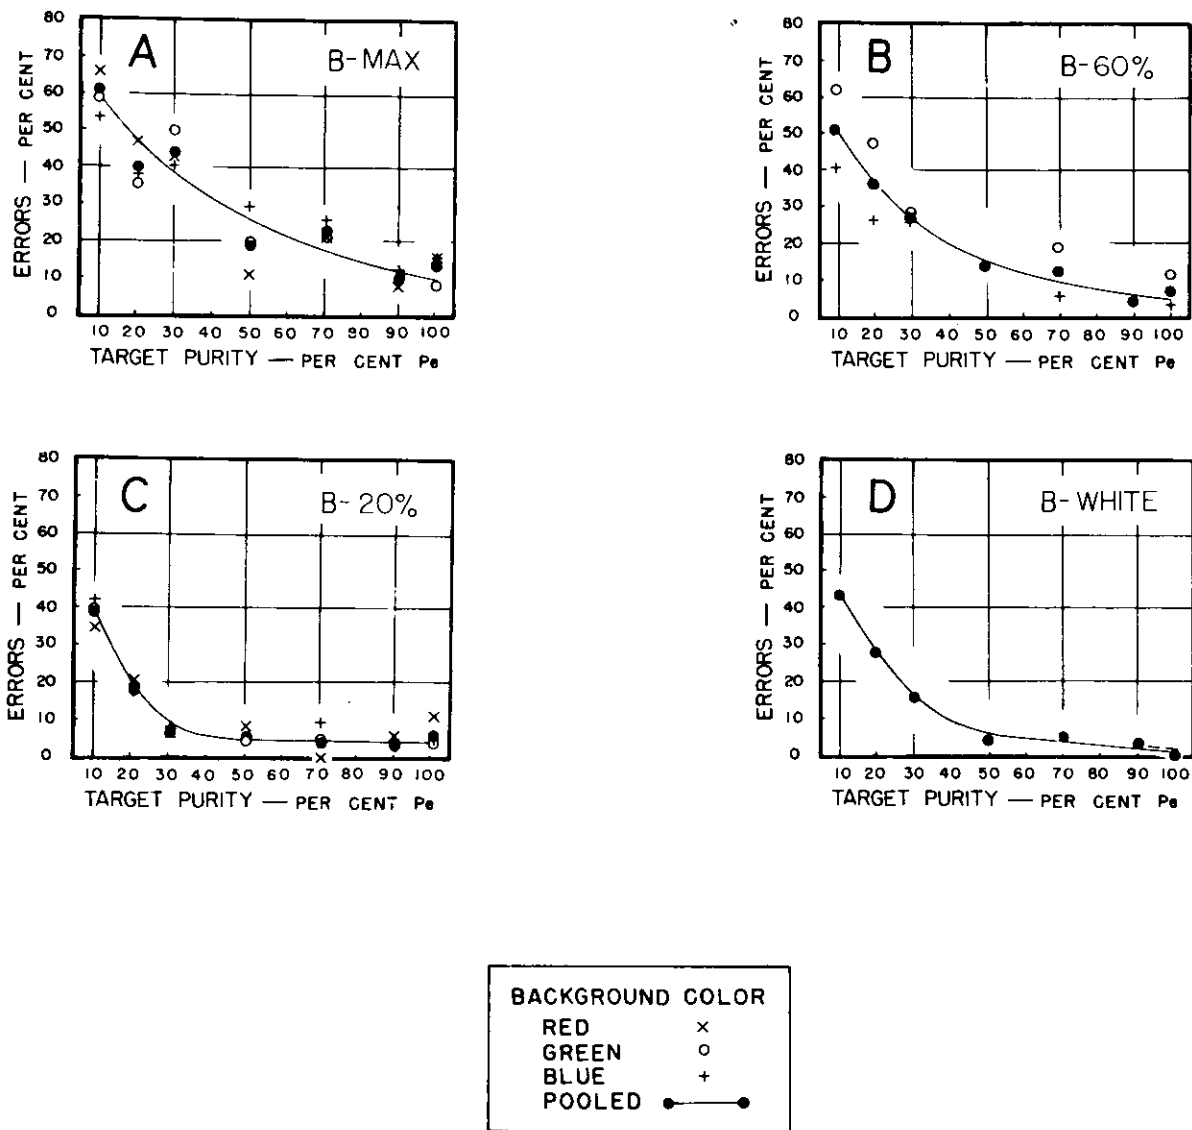 A
B-MAX
ERRORS — PER CENT
80
70
60
50
40
30
20
10
0
10 20 30 50 70 90 100
TARGET PURITY — PER CENT Pe
B
B-60%
ERRORS — PER CENT
80
70
60
50
40
30
20
10
0
10 20 30 40 50 60 70 80 90 100
TARGET PURITY — PER CENT Pe
C
B-20%
ERRORS — PER CENT
80
70
60
50
40
30
20
10
0
10 20 30 40 50 60 70 80 90 100
TARGET PURITY — PER CENT Pe
D
B-WHITE
ERRORS — PER CENT
80
70
60
50
40
30
20
10
0
10 20 30 40 50 60 70 80 90 100
TARGET PURITY — PER CENT Pe
BACKGROUND COLOR
RED ×
GREEN o
BLUE +
POOLED ●—●